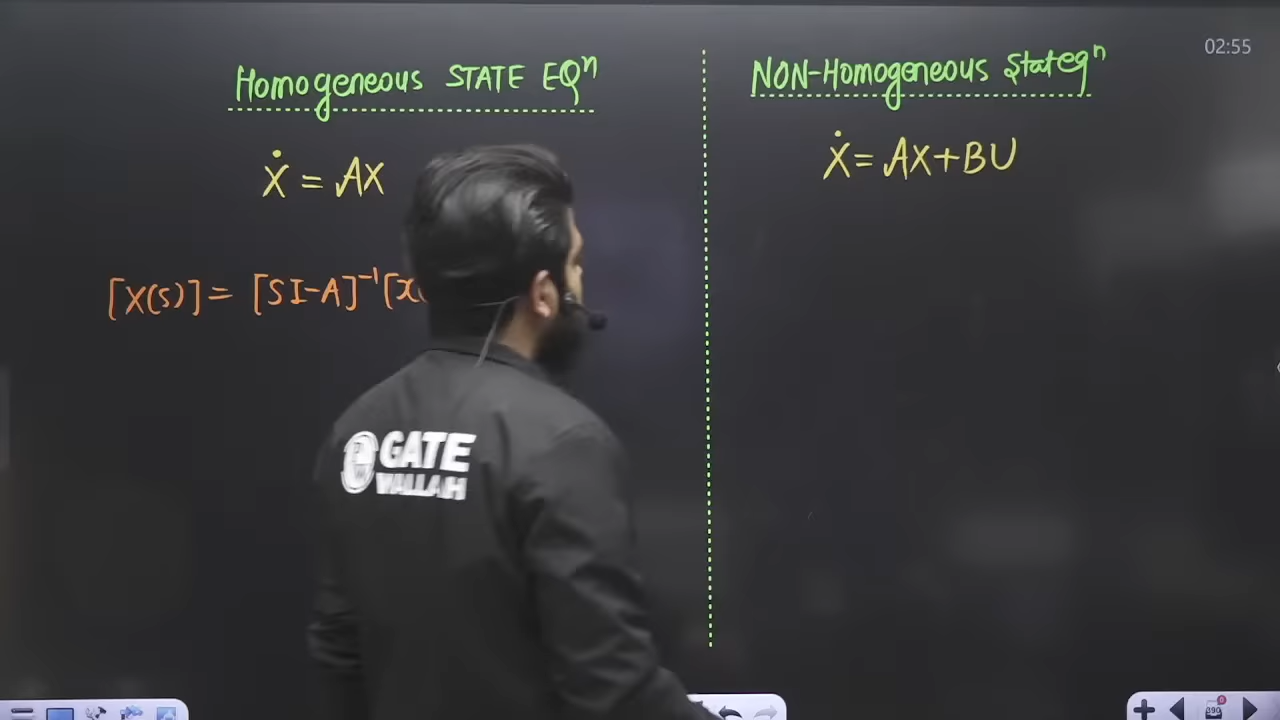 Homogeneous STATE EQⁿ
Ẋ = AX
[X(s)] = [SI-A]⁻¹[x(
NON-Homogeneous Stateqⁿ
Ẋ = AX+BU
02:55
GATE
WALLAH